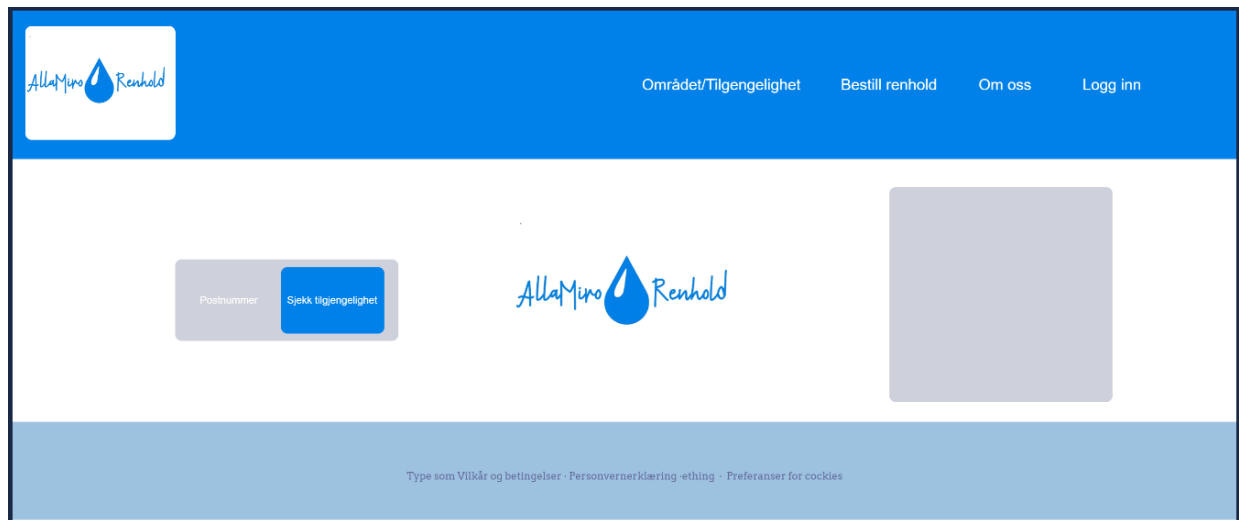 AllaMiro Renhold
Området/Tilgengelighet Bestill renhold Om oss Logg inn
Postnummer Sjekk tilgjengelighet
AllaMiro Renhold
Type som Vilkår og betingelser · Personvernerklæring ·ething · Preferanser for cockies